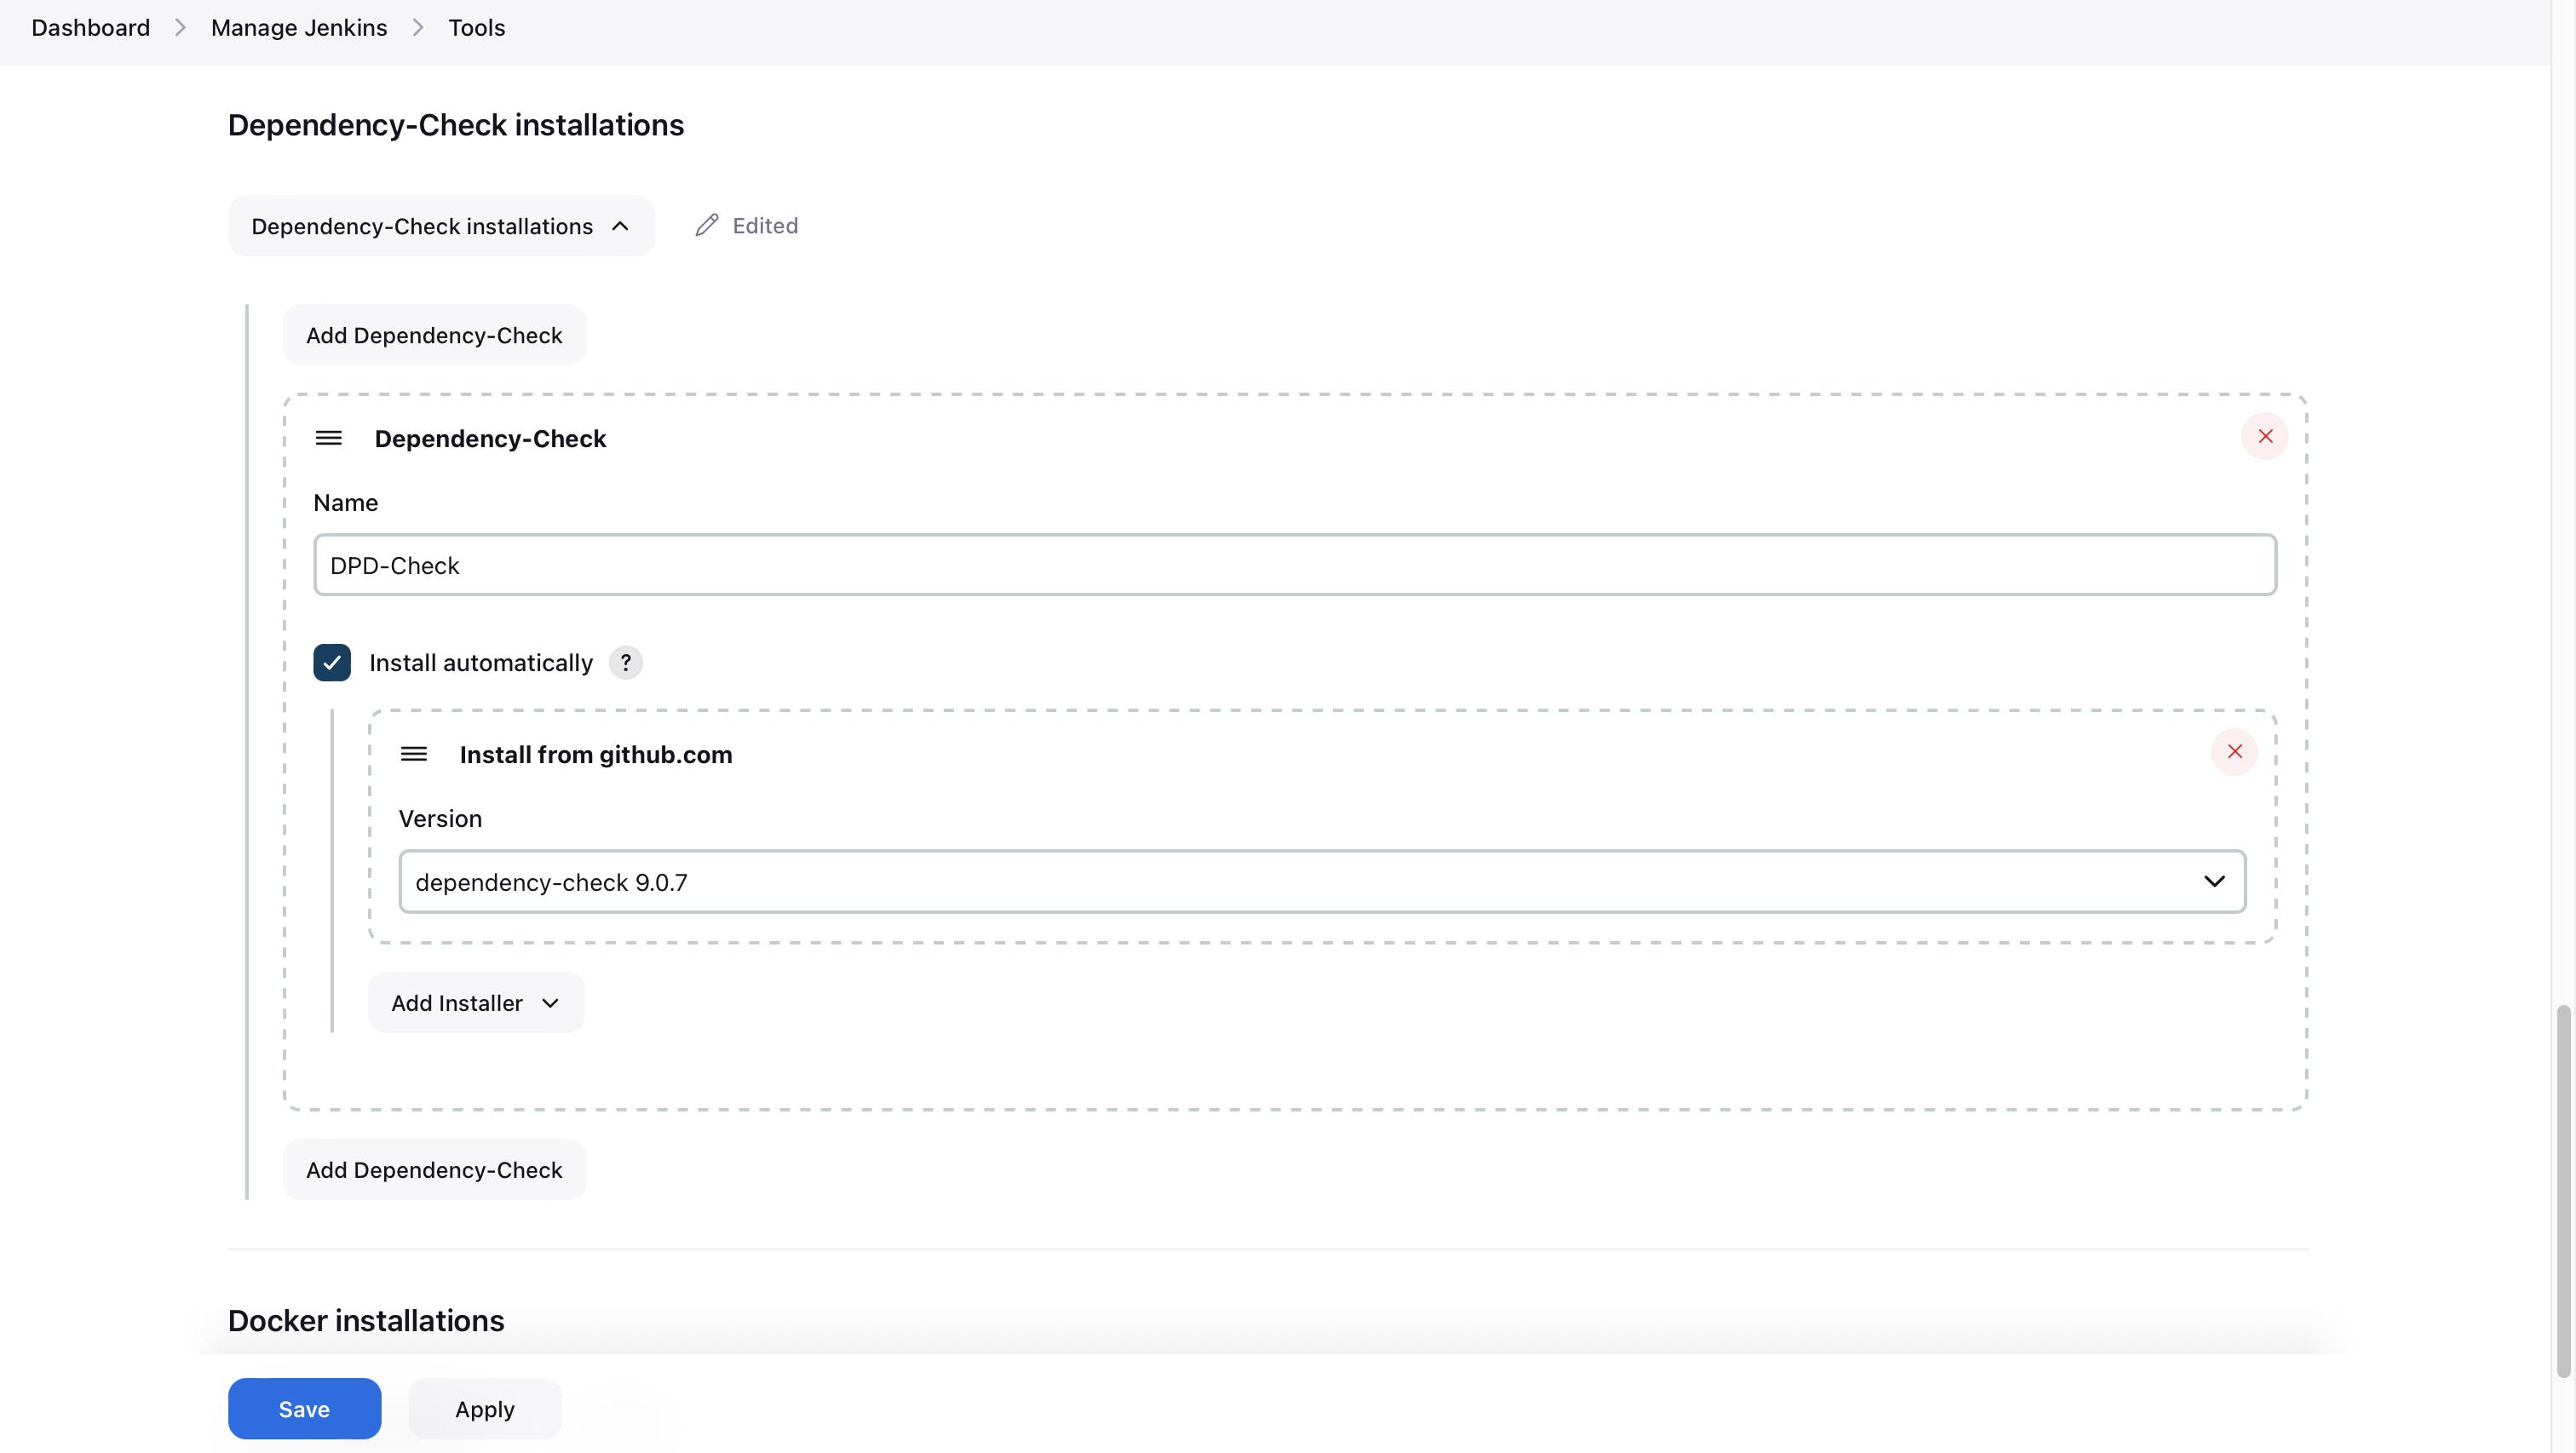 Dashboard > Manage Jenkins > Tools
Dependency-Check installations
Dependency-Check installations
Edited
Add Dependency-Check
Dependency-Check
Name
DPD-Check
Install automatically ?
Install from github.com
Version
dependency-check 9.0.7
Add Installer
Add Dependency-Check
Docker installations
Save
Apply